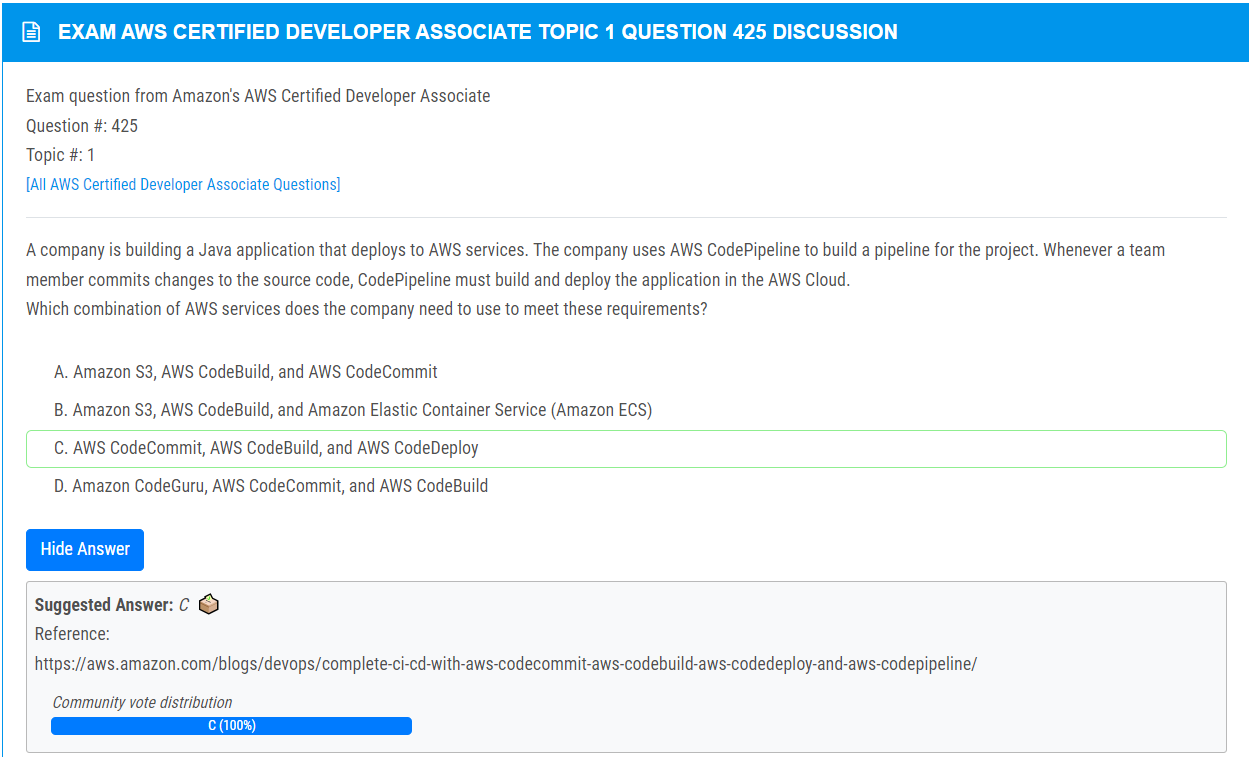 EXAM AWS CERTIFIED DEVELOPER ASSOCIATE TOPIC 1 QUESTION 425 DISCUSSION
Exam question from Amazon's AWS Certified Developer Associate
Question #: 425
Topic #: 1
[All AWS Certified Developer Associate Questions]
A company is building a Java application that deploys to AWS services. The company uses AWS CodePipeline to build a pipeline for the project. Whenever a team
member commits changes to the source code, CodePipeline must build and deploy the application in the AWS Cloud.
Which combination of AWS services does the company need to use to meet these requirements?
A. Amazon S3, AWS CodeBuild, and AWS CodeCommit
B. Amazon S3, AWS CodeBuild, and Amazon Elastic Container Service (Amazon ECS)
C. AWS CodeCommit, AWS CodeBuild, and AWS CodeDeploy
D. Amazon CodeGuru, AWS CodeCommit, and AWS CodeBuild
Hide Answer
Suggested Answer: C
Reference:
https://aws.amazon.com/blogs/devops/complete-ci-cd-with-aws-codecommit-aws-codebuild-aws-codedeploy-and-aws-codepipeline/
Community vote distribution
C (100%)